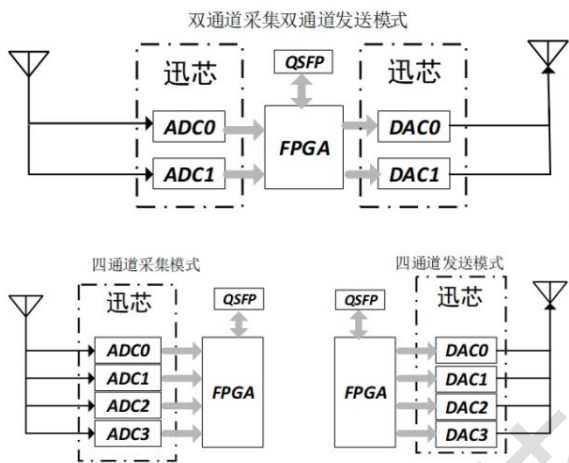 双通道采集双通道发送模式
迅芯
QSFP
迅芯
ADC0
FPGA
DAC0
ADC1
DAC1
四通道采集模式
四通道发送模式
迅芯
QSFP
QSFP
迅芯
ADC0
DAC0
ADC1
FPGA
FPGA
DAC1
ADC2
DAC2
ADC3
DAC3